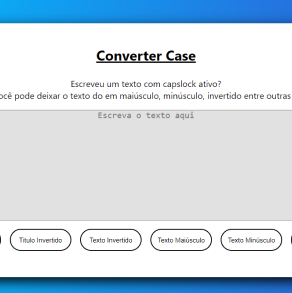 Converter Case
Escreveu um texto com capslock ativo?
ocê pode deixar o texto do em maiúsculo, minúsculo, invertido entre outras
Escreva o texto aqui
Titulo Invertido Texto Invertido Texto Maiúsculo Texto Minúsculo